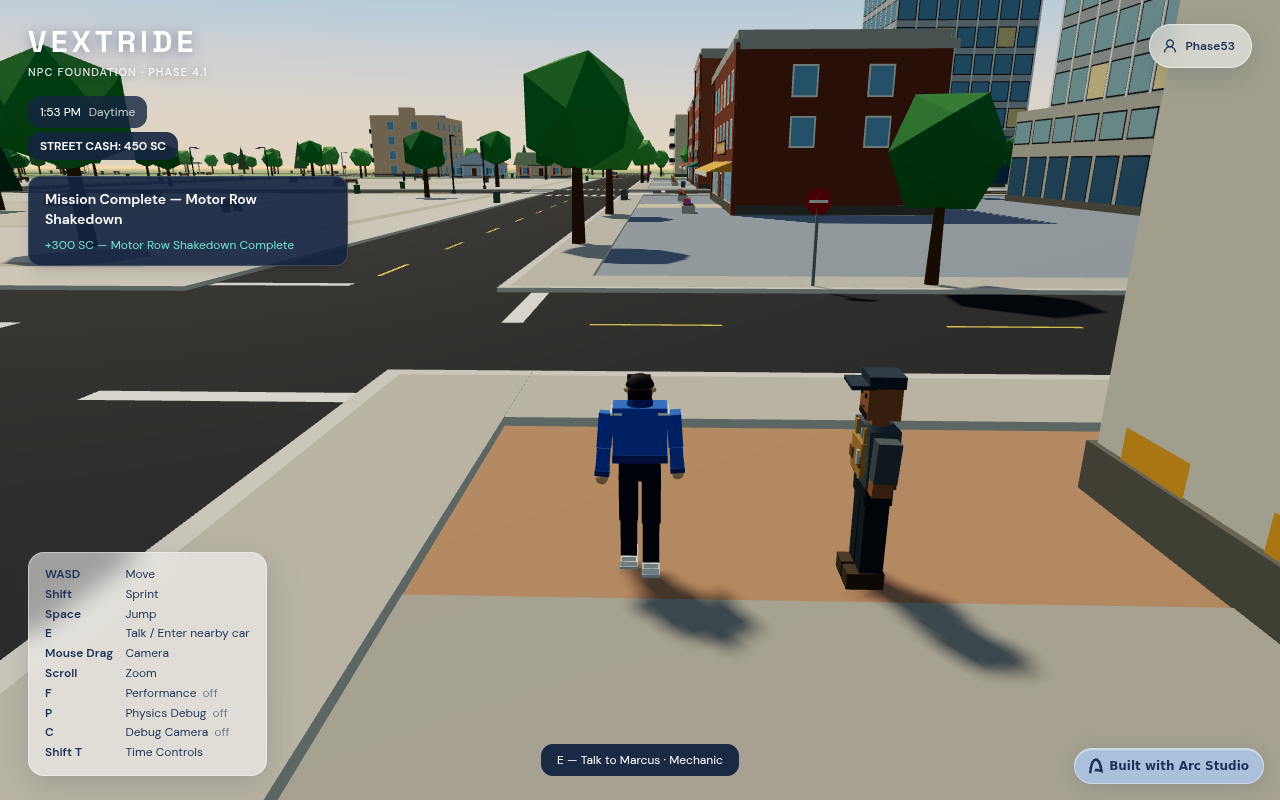 VEXTRIDE
NPC FOUNDATION · PHASE 4.1
1:53 PM Daytime
STREET CASH: 450 SC
Mission Complete — Motor Row
Shakedown
+300 SC — Motor Row Shakedown Complete
Phase53
WASD Move
Shift Sprint
Space Jump
E Talk / Enter nearby car
Mouse Drag Camera
Scroll Zoom
F Performance off
P Physics Debug off
C Debug Camera off
Shift T Time Controls
E — Talk to Marcus · Mechanic
Built with Arc Studio